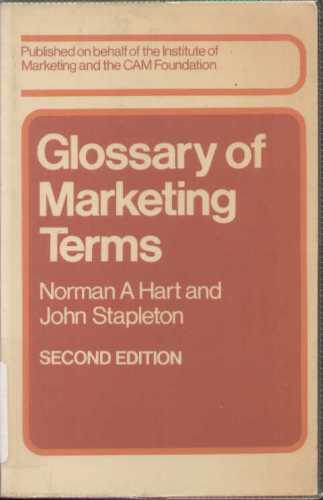 Published on behalf of the Institute of
Marketing and the CAM Foundation
Glossary of
Marketing
Terms
Norman A Hart and
John Stapleton
SECOND EDITION